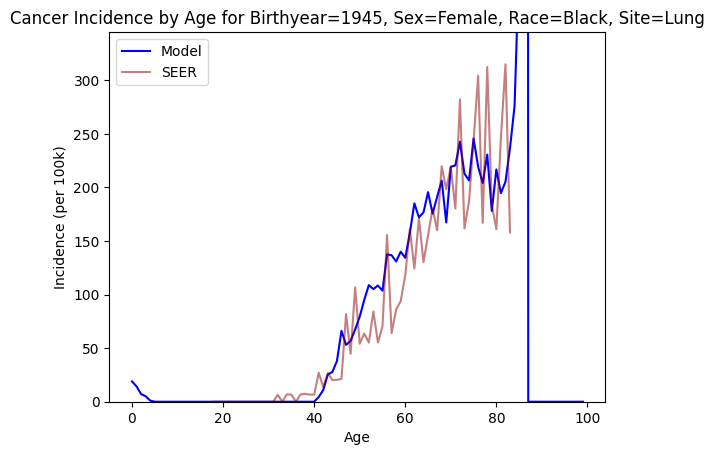 Cancer Incidence by Age for Birthyear=1945, Sex=Female, Race=Black, Site=Lung
Model
SEER
Incidence (per 100k)
300
250
200
150
100
50
0
0 20 40 60 80 100
Age